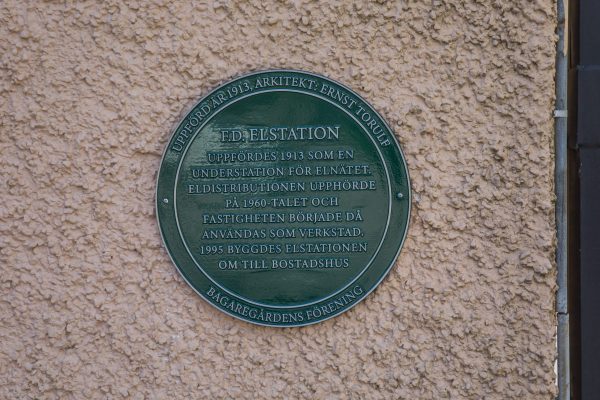 UPPFÖRD ÅR 1913, ARKITEKT: ERNST TORULF
F.D. ELSTATION
UPPFÖRDES 1913 SOM EN
UNDERSTATION FÖR ELNÄTET.
ELDISTRIBUTIONEN UPPHÖRDE
PÅ 1960-TALET OCH
FASTIGHETEN BÖRJADE DÅ
ANVÄNDAS SOM VERKSTAD.
1995 BYGGDES ELSTATIONEN
OM TILL BOSTADSHUS
BAGAREGÅRDENS FÖRENING